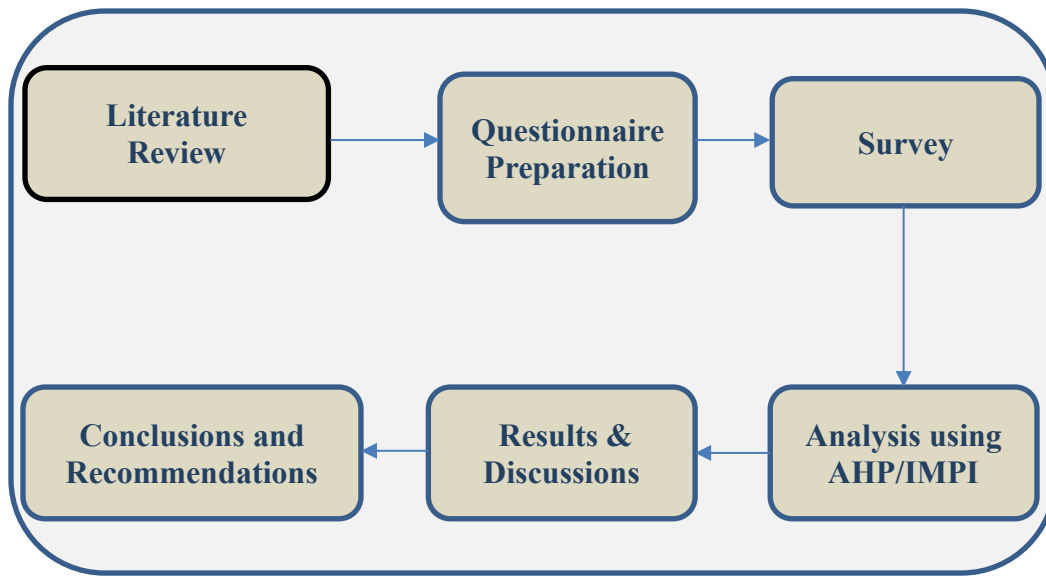 Literature
Review
Questionnaire
Preparation
Survey
Analysis using
AHP/IMPI
Results &
Discussions
Conclusions and
Recommendations